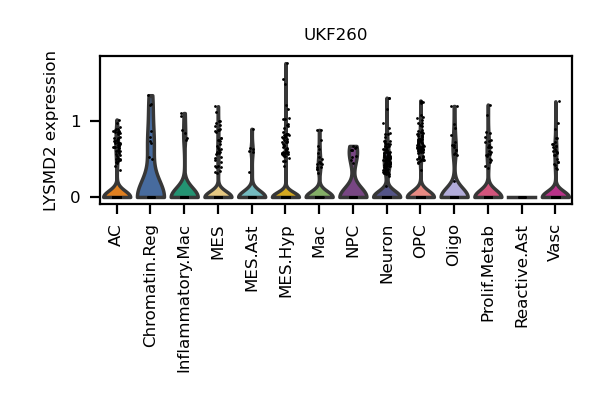 UKF260
LYSMD2 expression
1
0
AC
Chromatin.Reg
Inflammatory.Mac
MES
MES.Ast
MES.Hyp
Mac
NPC
Neuron
OPC
Oligo
Prolif.Metab
Reactive.Ast
Vasc